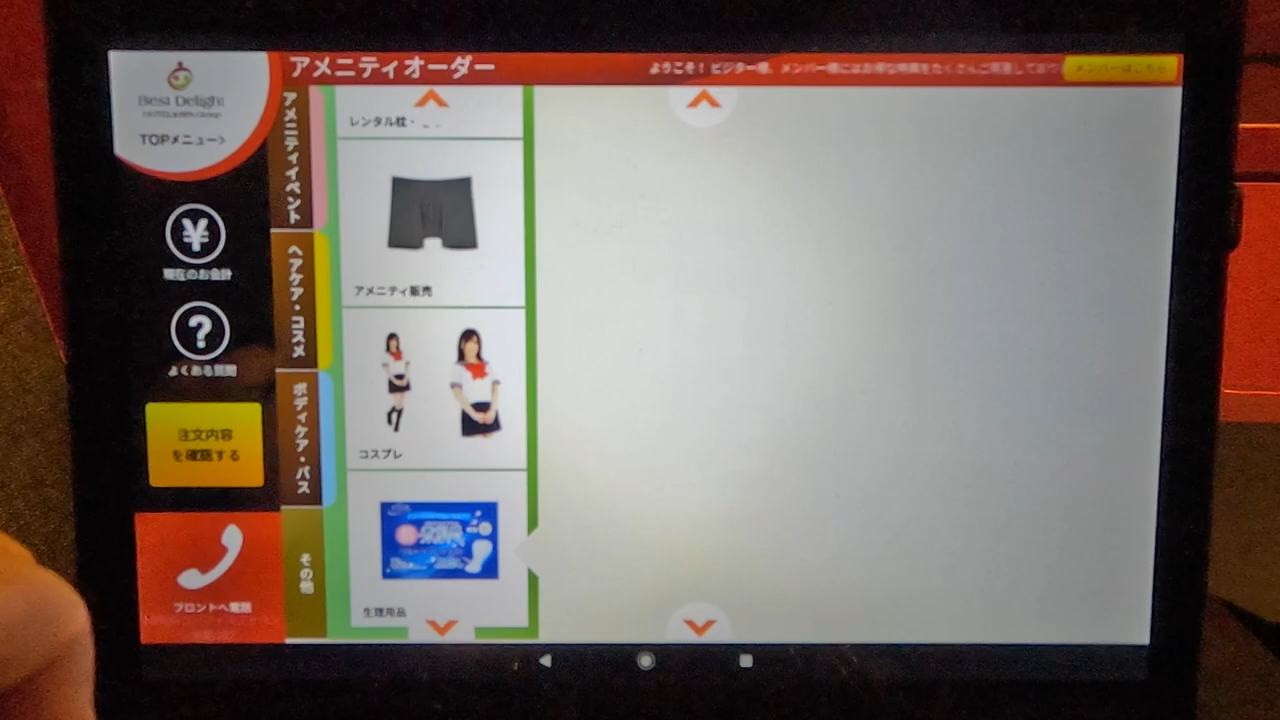 Best Delight
TOPメニュー>
現在のお会計
よくある質問
注文内容
を確認する
フロントへ電話
アメニティオーダー
ようこそ！ ビジター様、メンバー様にはお得な特典をたくさんご用意しており
メンバーはこちら
アメニティイベント
ヘアケア・コスメ
ボディケア・バス
その他
レンタル枕・
アメニティ販売
コスプレ
生理用品